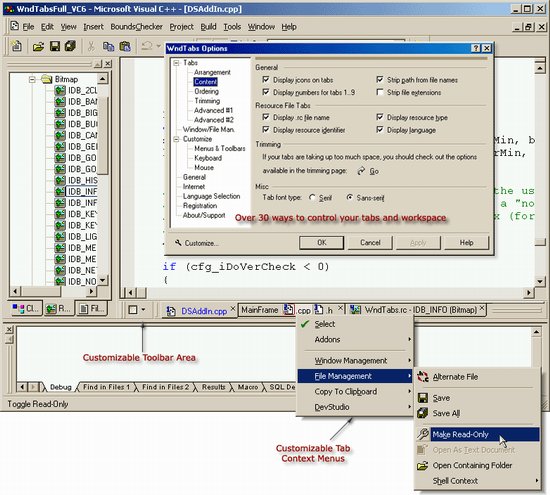 WndTabsFull_VC6 - Microsoft Visual C++ - [DSAddIn.cpp]
File Edit View Insert BoundsChecker Project Build Tools Window Help
WndTabs Options
Bitmap
IDB_2CL
IDB_BAN
IDB_BIG
IDB_BUG
IDB_CAN
IDB_GEN
IDB_GO
IDB_GO
IDB_HIS
IDB_INFO
IDB_INF
IDB_KEY
IDB_KEY
IDB_LIG
IDB_ME
IDB_ME
IDB_NE
IDB_NO
Tabs
Arrangement
Content
Ordering
Trimming
Advanced #1
Advanced #2
Window/File Man.
Customize
Menus & Toolbars
Keyboard
Mouse
General
Internet
Language Selection
Registration
About/Support
General
Display icons on tabs Strip path from file names
Display numbers for tabs 1..9 Strip file extensions
Resource File Tabs
Display .rc file name Display resource type
Display resource identifier Display language
Trimming
If your tabs are taking up too much space, you should check out the options
available in the trimming page: Go
Misc
Tab font type: Serif Sans-serif
Over 30 ways to control your tabs and workspace
Customize... OK Cancel Apply Help
Min, b
rMin,
the us
a "no
x (for
if (cfg_iDoVerCheck < 0)
{
Cl... R... Fil...
DSAddIn.cpp MainFrame .cpp .h WndTabs.rc - IDB_INFO (Bitmap)
Customizable Toolbar Area
Debug Find in Files 1 Find in Files 2 Results Macro SQL De
Toggle Read-Only
Select
Addons
Window Management
File Management
Copy To Clipboard
DevStudio
Customizable Tab
Context Menus
Alternate File
Save
Save All
Make Read-Only
Open As Text Document
Open Containing Folder
Shell Context